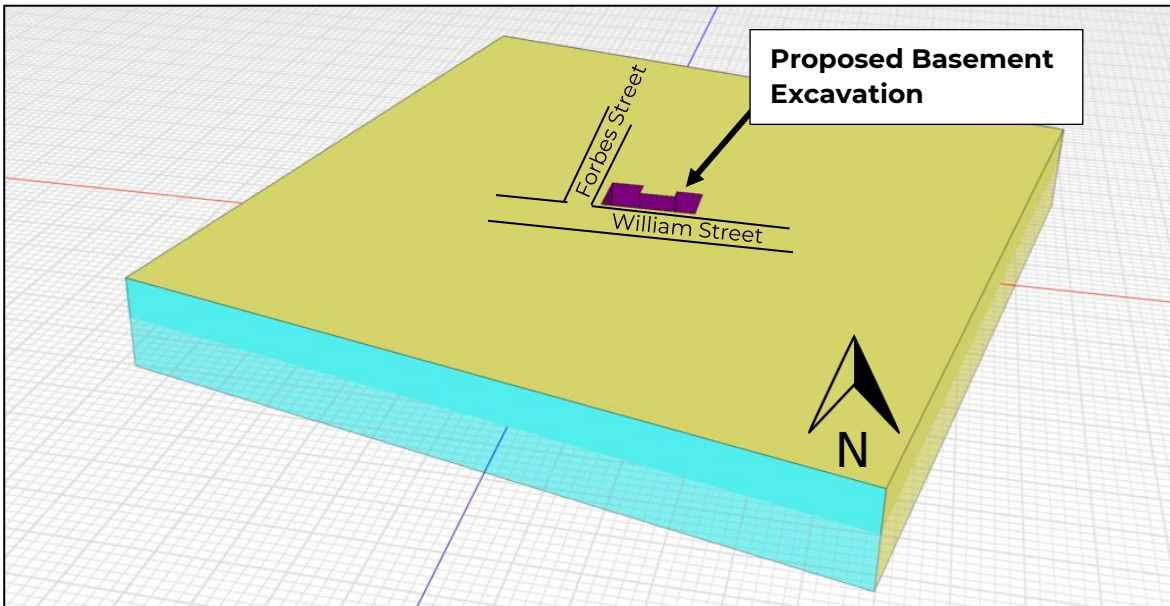 Proposed Basement
Excavation
Forbes Street
William Street
N